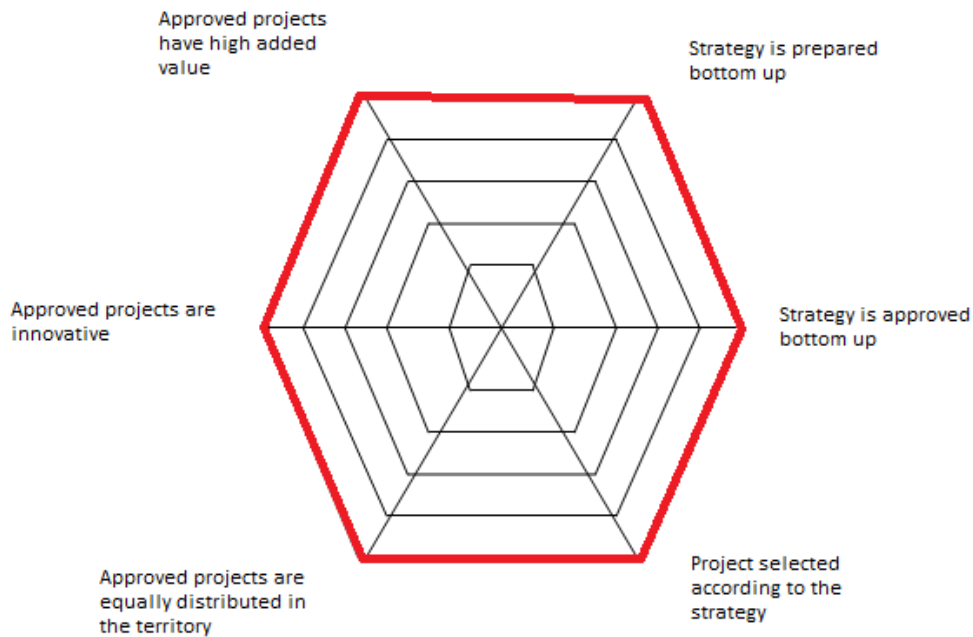 Approved projects
have high added
value
Strategy is prepared
bottom up
Approved projects are
innovative
Strategy is approved
bottom up
Approved projects are
equally distributed in
the territory
Project selected
according to the
strategy